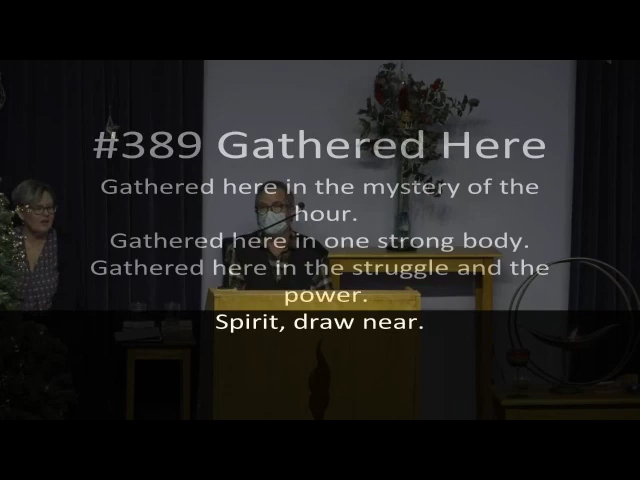 #389 Gathered Here
Gathered here in the mystery of the
hour.
Gathered here in one strong body.
Gathered here in the struggle and the
power.
Spirit, draw near.